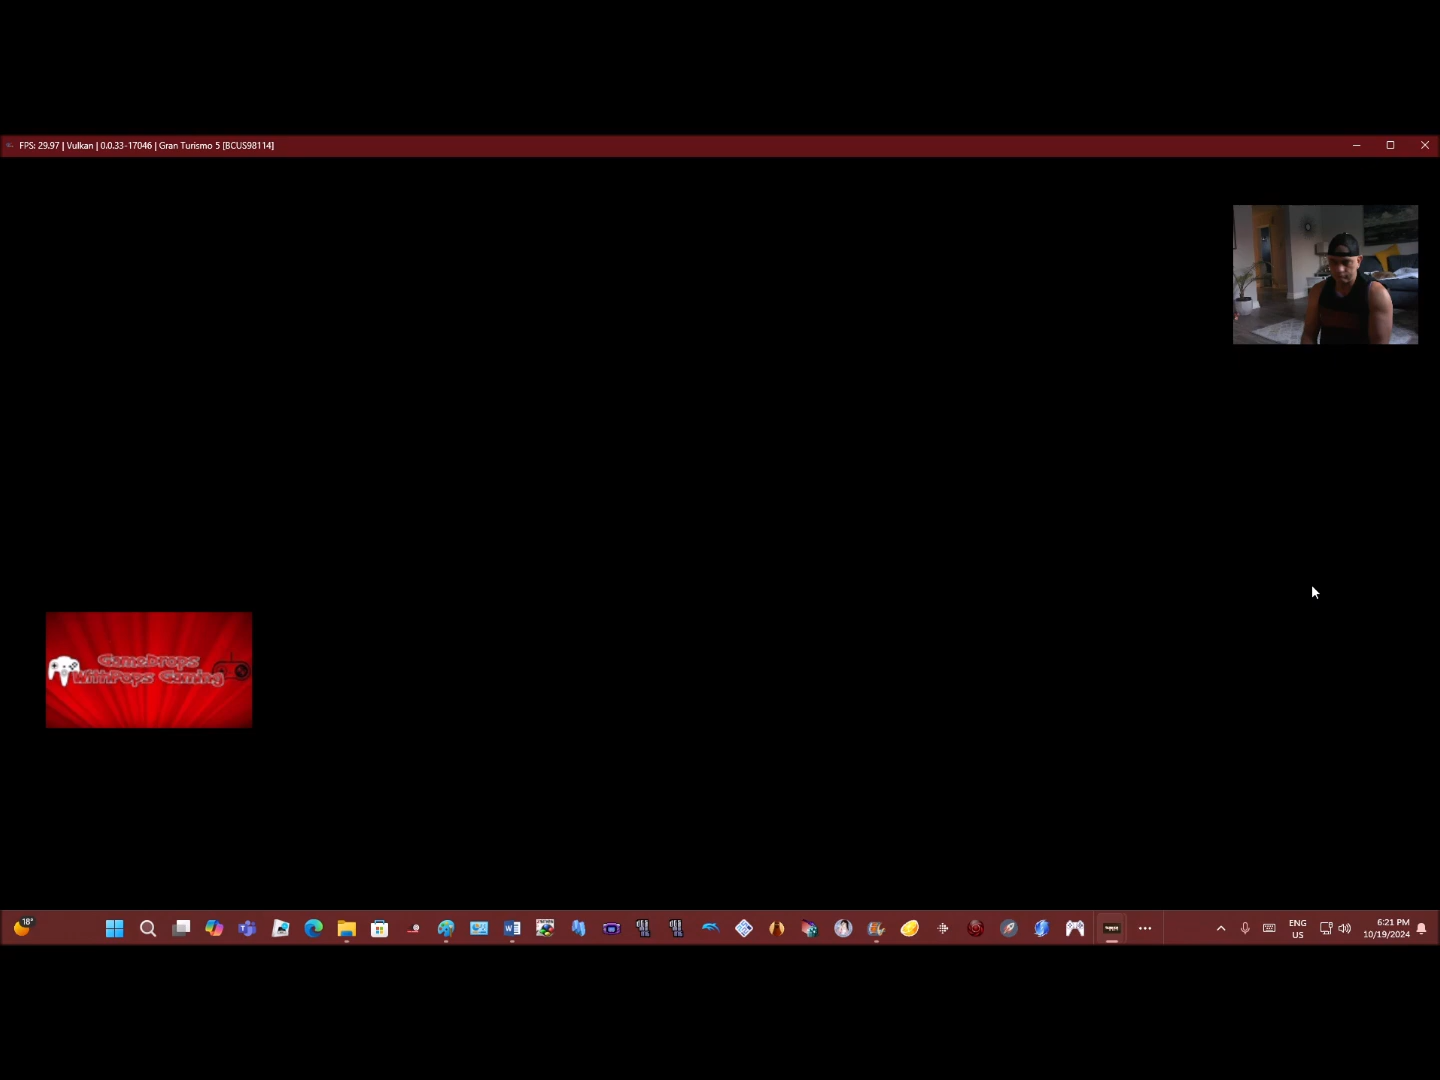 FPS: 29.97 | Vulkan | 0.0.33-17046 | Gran Turismo 5 [BCUS98114]
GameDrops
WithPops Gaming
18°
ENG
US
6:21 PM
10/19/2024